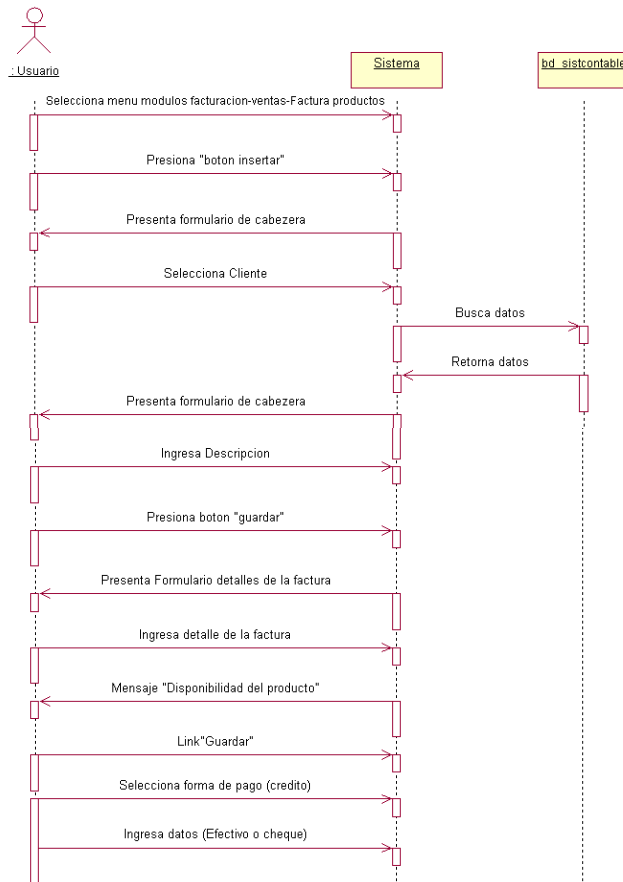 : Usuario
Sistema
bd_sistcontable
Selecciona menu modulos facturacion-ventas-Factura productos
Presiona "boton insertar"
Presenta formulario de cabezera
Selecciona Cliente
Busca datos
Retorna datos
Presenta formulario de cabezera
Ingresa Descripcion
Presiona boton "guardar"
Presenta Formulario detalles de la factura
Ingresa detalle de la factura
Mensaje "Disponibilidad del producto"
Link"Guardar"
Selecciona forma de pago (credito)
Ingresa datos (Efectivo o cheque)